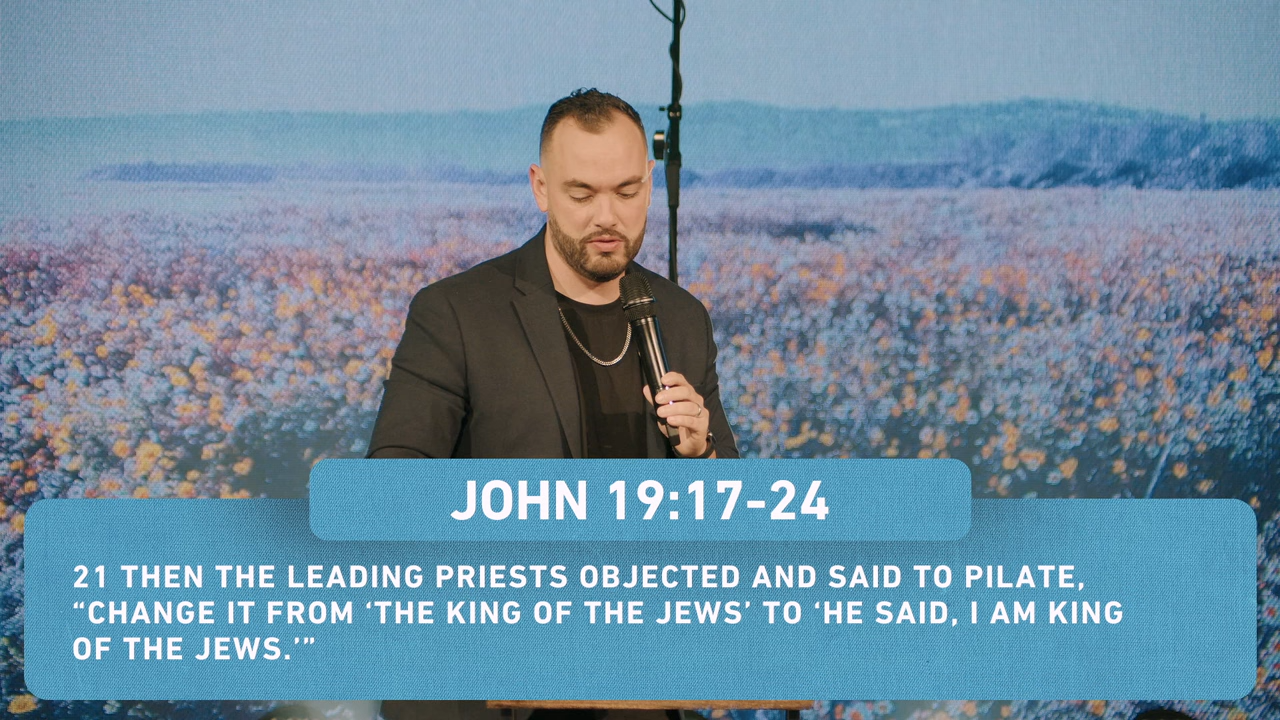 JOHN 19:17-24
21 THEN THE LEADING PRIESTS OBJECTED AND SAID TO PILATE,
“CHANGE IT FROM ‘THE KING OF THE JEWS’ TO ‘HE SAID, I AM KING
OF THE JEWS.’”